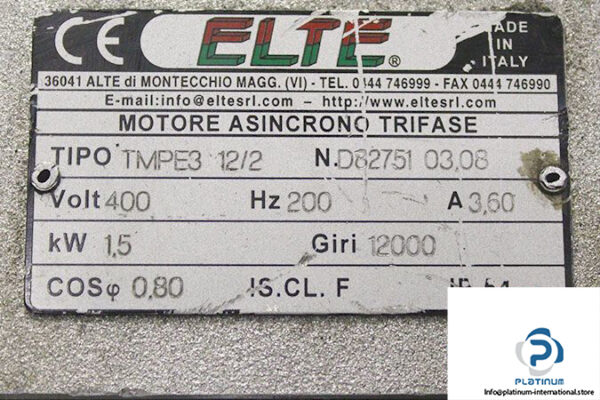 CE ELTE ® MADE
IN
ITALY
36041 ALTE di MONTECCHIO MAGG. (VI) - TEL. 0444 746999 - FAX 0444 746990
E-mail:info@eltesrl.com - http://www.eltesrl.com
MOTORE ASINCRONO TRIFASE
TIPO TMPE3 12/2 N.D82751 03.08
Volt 400 Hz 200 A 3,60
kW 1,5 Giri 12000
COSφ 0.80 IS.CL. F IP 54
PLATINUM
Info@platinum-international.store